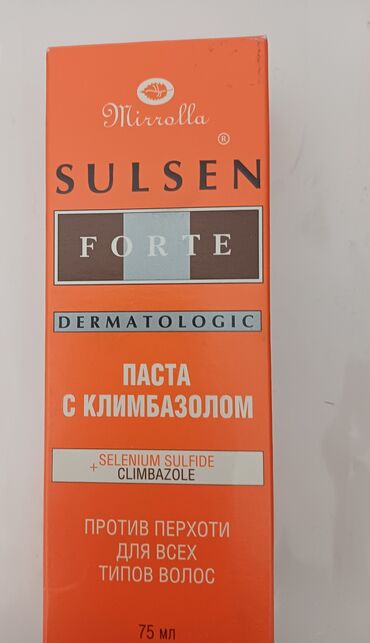 Mirrolla
®
SULSEN
FORTE
DERMATOLOGIC
ПАСТА
С КЛИМБАЗОЛОМ
+SELENIUM SULFIDE
CLIMBAZOLE
ПРОТИВ ПЕРХОТИ
ДЛЯ ВСЕХ
ТИПОВ ВОЛОС
75 мл